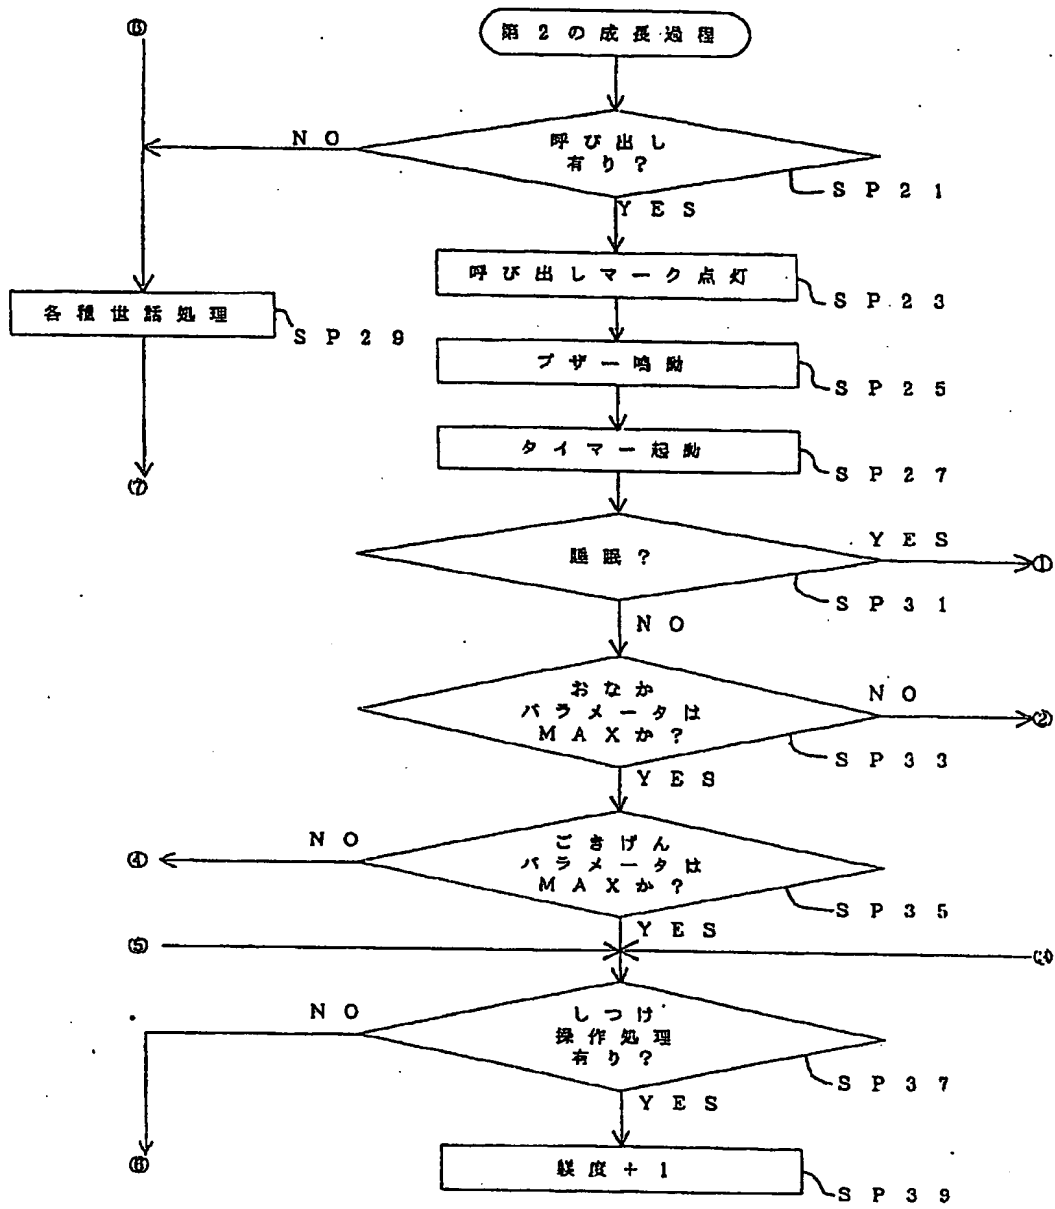 ⑥
第2の成長過程
NO
呼び出し
有り?
SP21
YES
呼び出しマーク点灯
SP23
各種世話処理
SP29
ブザー鳴動
SP25
タイマー起動
SP27
⑦
睡眠?
YES
①
SP31
NO
おなか
パラメータは
MAXか?
NO
②
SP33
YES
ごきげん
パラメータは
MAXか?
NO
④
SP35
YES
⑤
しつけ
操作処理
有り?
NO
SP37
YES
⑥
躾度+1
SP39